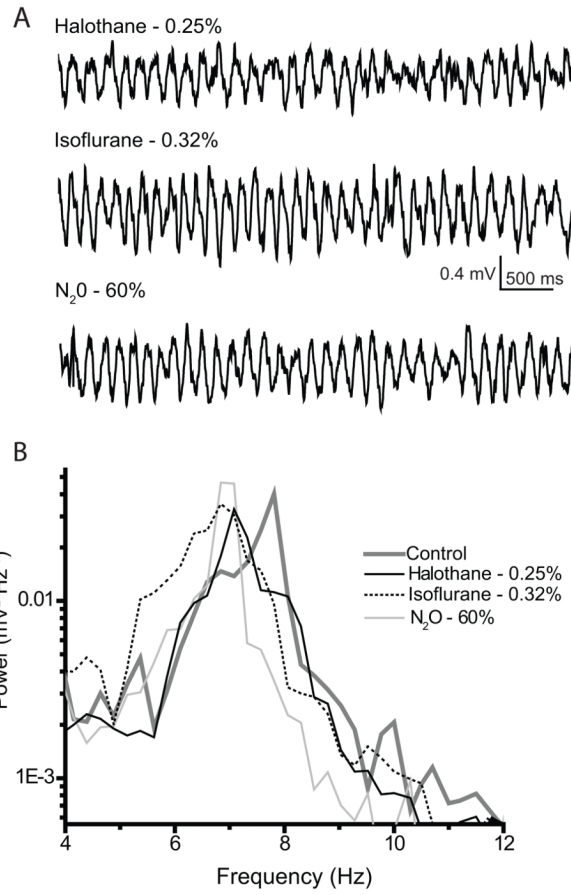 A
Halothane - 0.25%
Isoflurane - 0.32%
0.4 mV
500 ms
N₂0 - 60%
B
Control
Halothane - 0.25%
Isoflurane - 0.32%
N₂O - 60%
0.01
1E-3
4 6 8 10 12
Frequency (Hz)